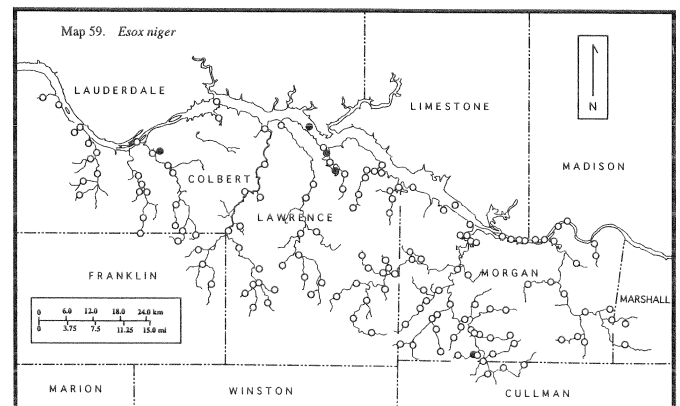 Map 59. Esox niger
LAUDERDALE
LIMESTONE
N
MADISON
COLBERT
LAWRENCE
FRANKLIN
MORGAN
MARSHALL
0 6.0 12.0 18.0 24.0 km
0 3.75 7.5 11.25 15.0 mi
MARION
WINSTON
CULLMAN